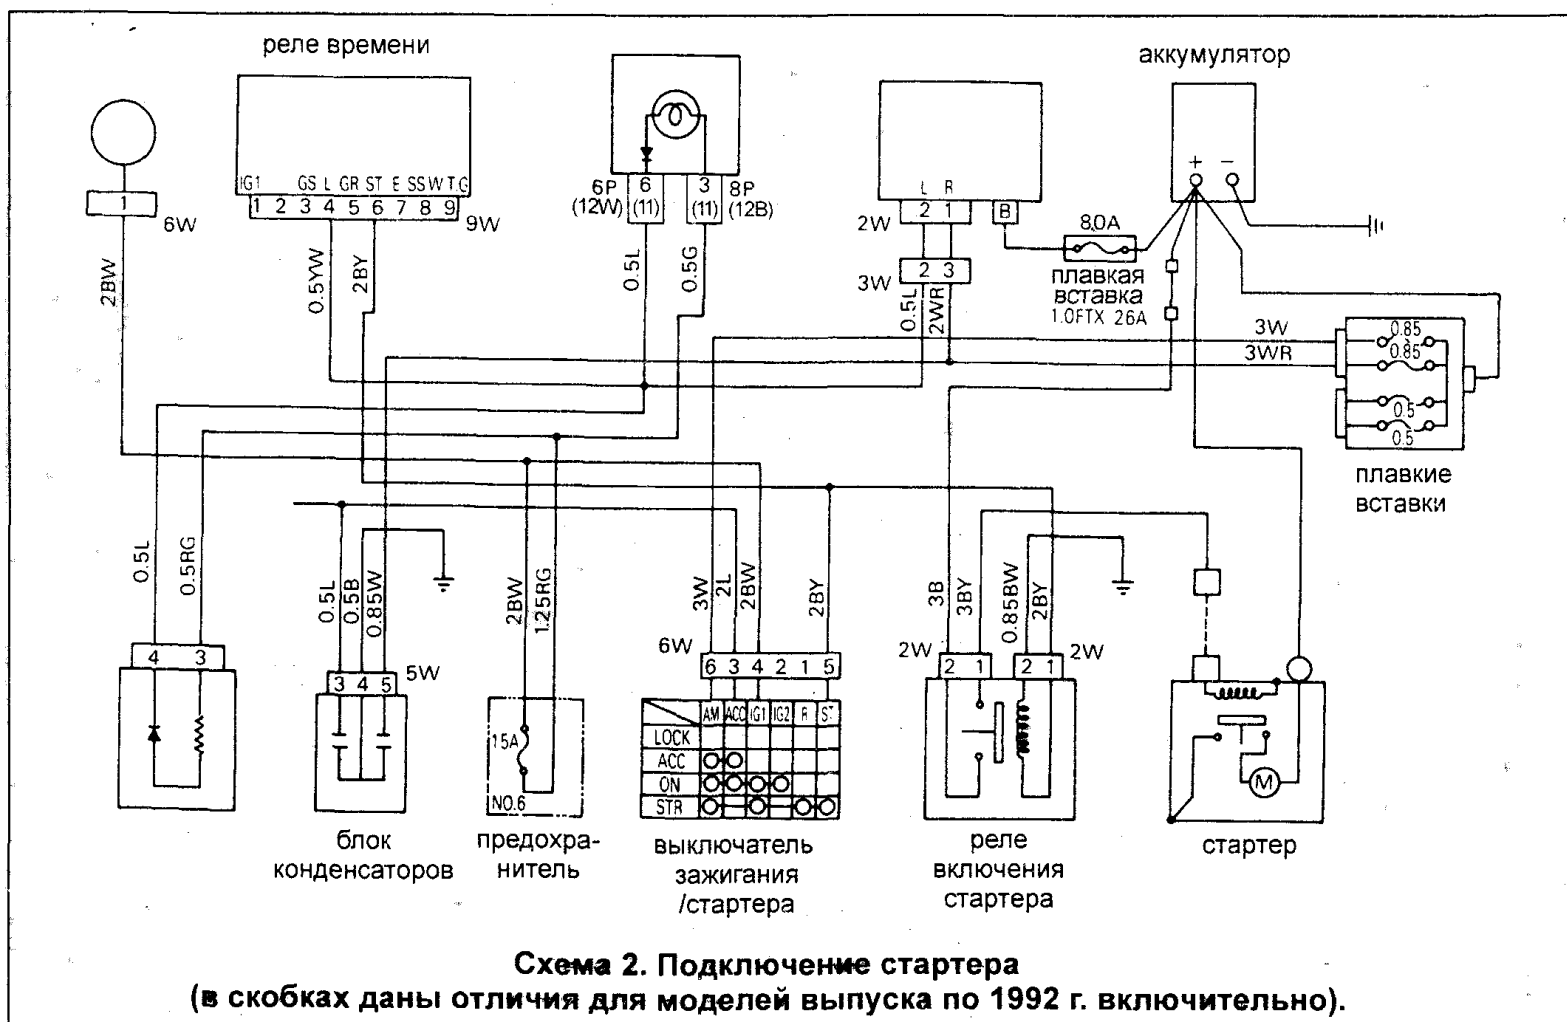 реле времени
аккумулятор
IG1 GS L GR ST E SSW T.G
1 2 3 4 5 6 7 8 9
9W
1
6W
6P
(12W)
6
(11)
3
(11)
8P
(12B)
L R
2W
2 1
B
3W
2 3
+ −
80A
плавкая
вставка
1.0FTX 26A
2BW
0.5YW
2BY
0.5L
0.5G
0.5L
2WR
3W
3WR
0.85
0.85
0.5
0.5
плавкие
вставки
0.5L
0.5RG
0.5L
0.5B
0.85W
2BW
1.25RG
3W
2L
2BW
2BY
3B
3BY
0.85BW
2BY
4 3
3 4 5
5W
6W
6 3 4 2 1 5
2W
2 1
2 1
2W
15A
NO.6
AM ACC IG1 IG2 R ST
LOCK
ACC
ON
STR
M
блок
конденсаторов
предохра-
нитель
выключатель
зажигания
/стартера
реле
включения
стартера
стартер
Схема 2. Подключение стартера
(в скобках даны отличия для моделей выпуска по 1992 г. включительно).